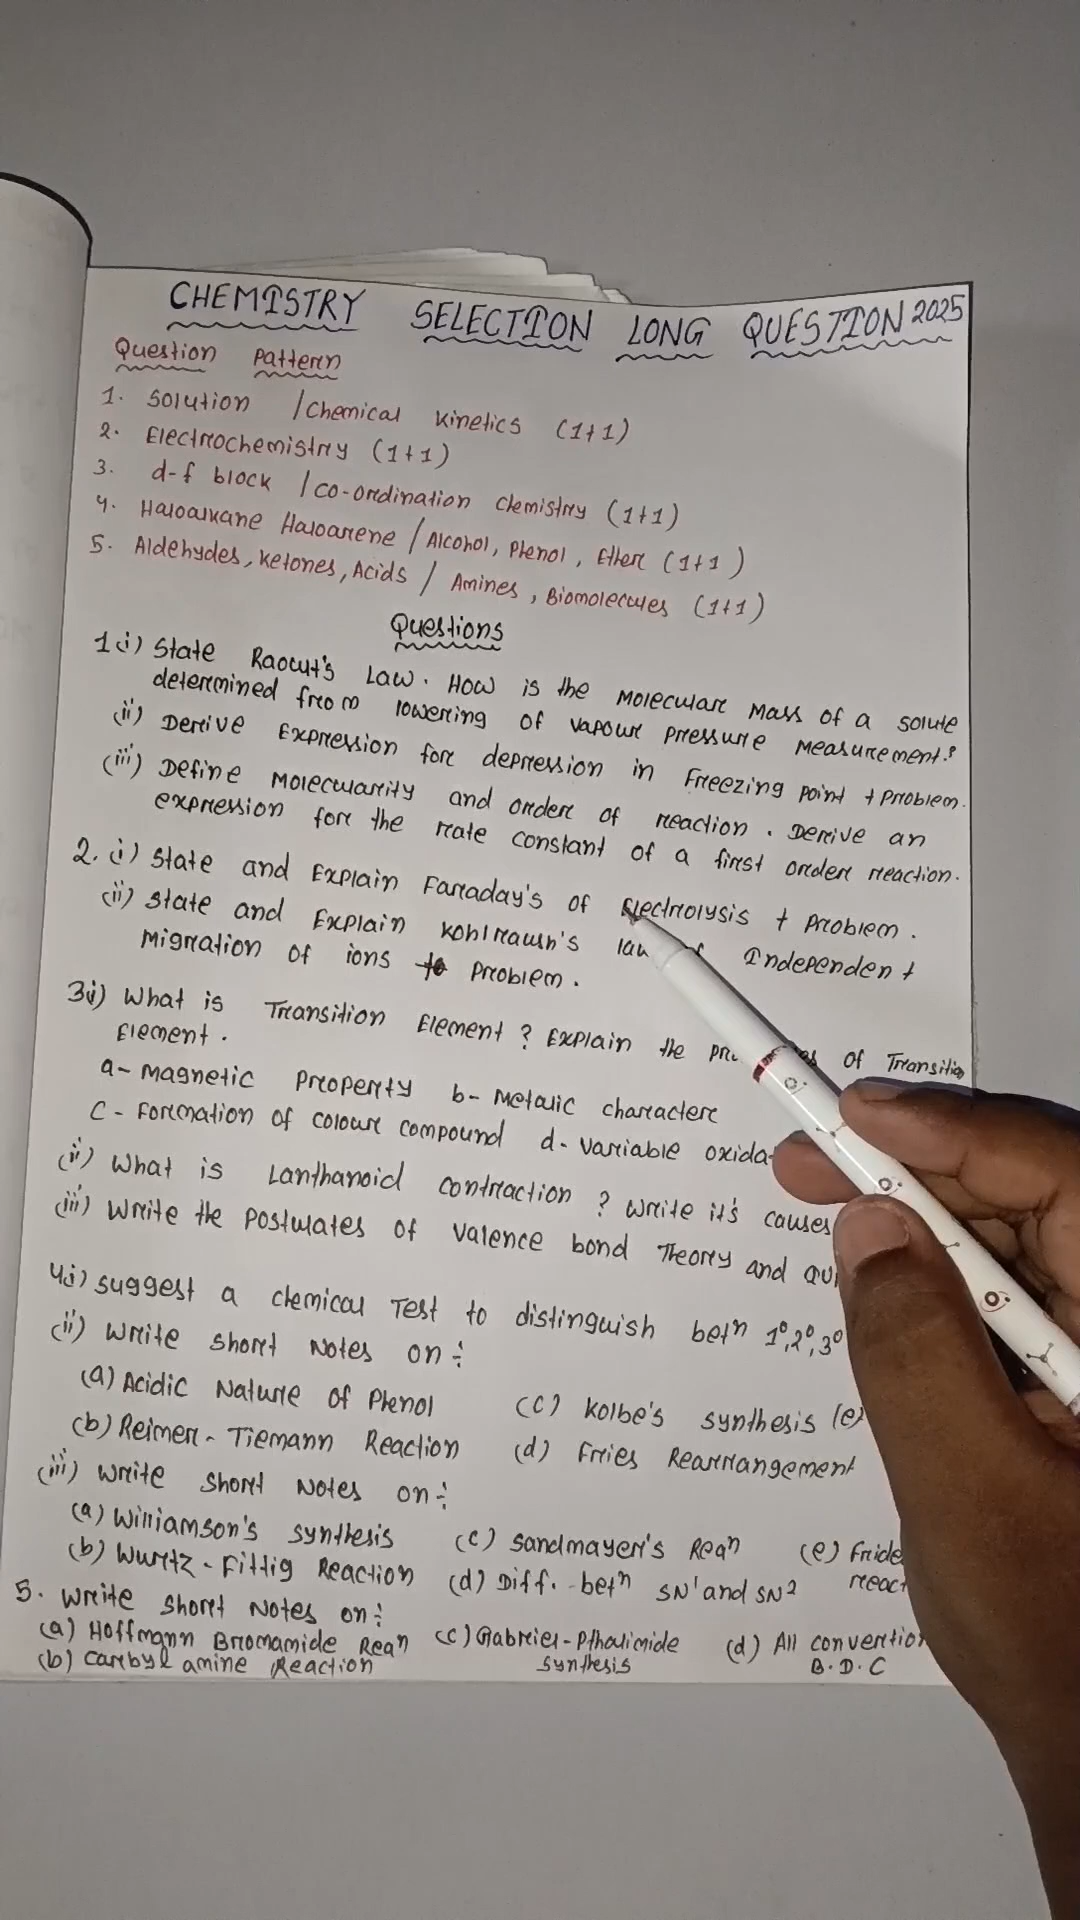 CHEMISTRY SELECTION LONG QUESTION 2025
Question Pattern
1. Solution / Chemical Kinetics (1+1)
2. Electrochemistry (1+1)
3. d-f block / co-ordination chemistry (1+1)
4. Haloalkane Haloarene / Alcohol, Phenol, Ether (1+1)
5. Aldehydes, Ketones, Acids / Amines, Biomolecules (1+1)
Questions
1(i) State Raoult's Law. How is the Molecular Mass of a solute
determined from lowering of vapour pressure Measurement?
(ii) Derive Expression for depression in Freezing point + Problem.
(iii) Define Molecularity and order of reaction. Derive an
expression for the rate constant of a first order reaction.
2. (i) State and Explain Faraday's of Electrolysis + Problem.
(ii) State and Explain Kohlraush's law Independent
Migration of ions Problem.
3(i) What is Transition Element? Explain the of Transition
Element.
a- Magnetic Property b- Metallic character
c- Formation of colour compound d- Variable oxida
(ii) What is Lanthanoid contraction? Write it's causes
(iii) Write the Postulates of Valence bond Theory and
4(i) Suggest a chemical Test to distinguish betn 1°, 2°, 3°
(ii) Write short Notes on:-
(a) Acidic Nature of Phenol (c) Kolbe's synthesis (e)
(b) Reimer-Tiemann Reaction (d) Fries Rearrangement
(iii) Write short Notes on:-
(a) Williamson's synthesis (c) Sandmayer's Rean (e) Fride
(b) Wurtz-Fittig Reaction (d) Diff. betn SN1 and SN2 react
5. Write short Notes on:-
(a) Hoffmann Bromamide Rean (c) Gabriel-Pthalimide synthesis (d) All convertion
(b) Carbyl amine Reaction B.D.C